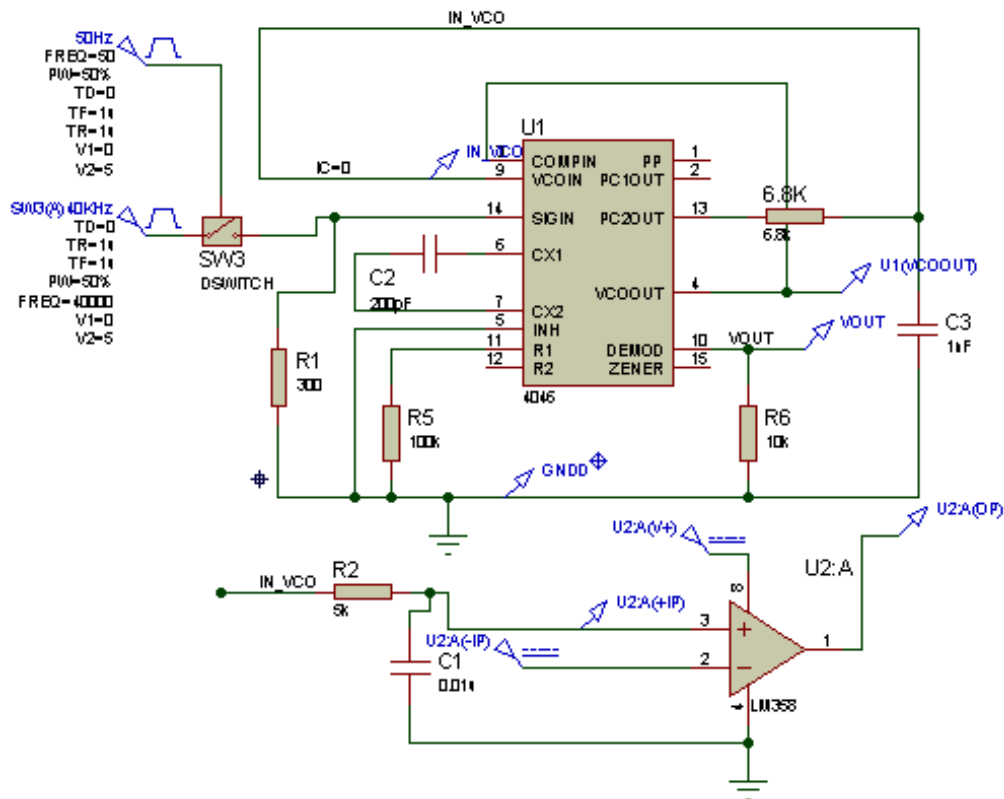 IN_VCO
50Hz
FREQ=50
PW=50%
TD=0
TF=1u
TR=1u
V1=0
V2=5
SW3(A) 40kHz
TD=0
TR=1u
TF=1u
PW=50%
FREQ=40000
V1=0
V2=5
SW3
DSWITCH
IC=0
IN_VCO
U1
COMPIN
9
VCOIN
14
SIGIN
6
CX1
7
CX2
5
INH
11
R1
12
R2
PP
1
PC1OUT
2
PC2OUT
13
VCOOUT
4
DEMOD
10
ZENER
15
4046
C2
200pF
6.8K
6.8k
U1(VCOOUT)
VOUT
VOUT
C3
1nF
R1
300
R5
100k
R6
10k
GNDD
IN_VCO
R2
5k
C1
0.01u
U2:A(+IP)
U2:A(-IP)
U2:A(V+)
U2:A(OP)
U2:A
8
3
2
1
4
LM358